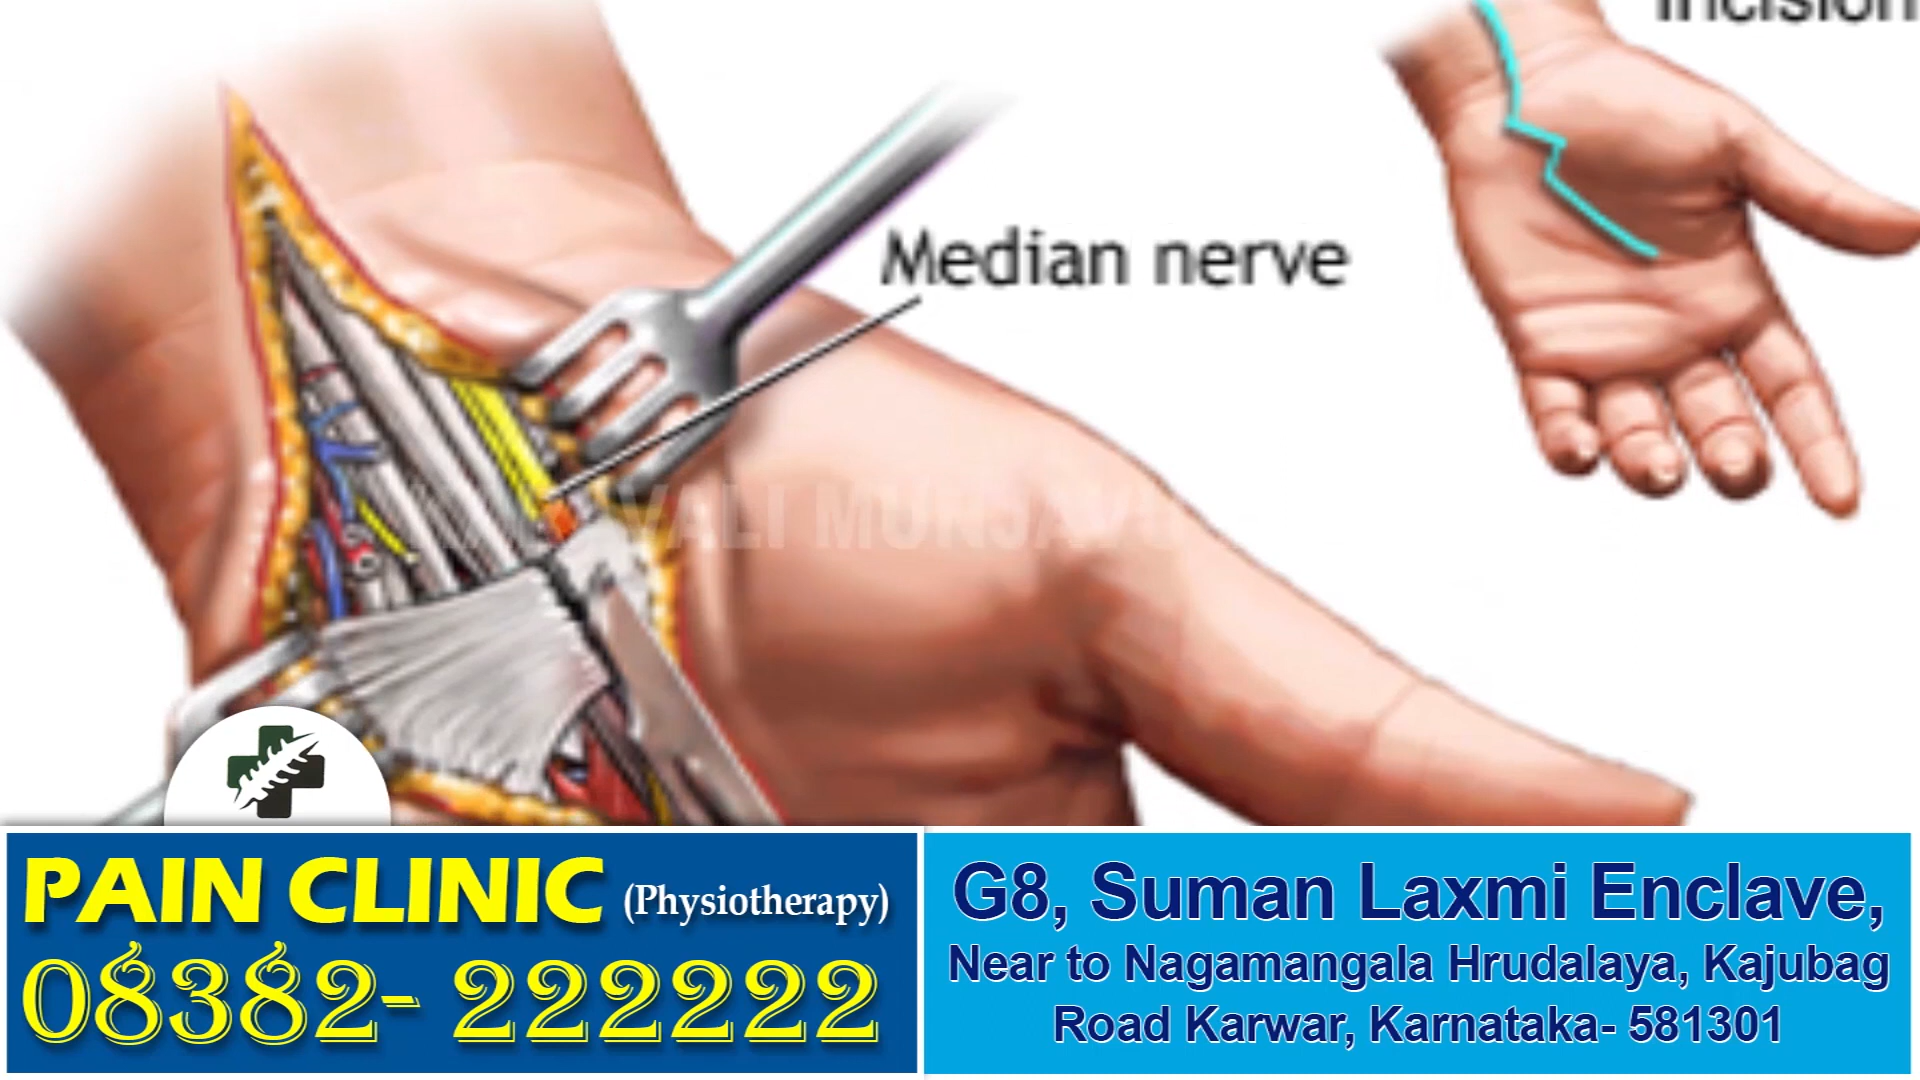 Incision
Median nerve
PAIN CLINIC (Physiotherapy)
08382- 222222
G8, Suman Laxmi Enclave,
Near to Nagamangala Hrudalaya, Kajubag
Road Karwar, Karnataka- 581301